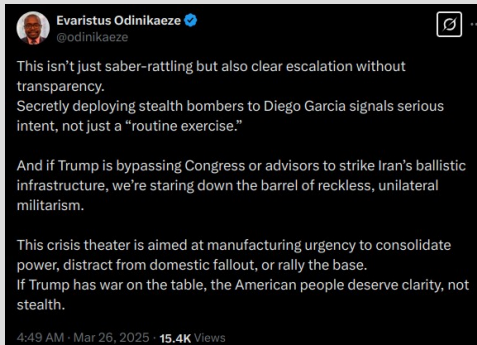 Evaristus Odinikaeze
@odinikaeze
This isn’t just saber-rattling but also clear escalation without
transparency.
Secretly deploying stealth bombers to Diego Garcia signals serious
intent, not just a “routine exercise.”
And if Trump is bypassing Congress or advisors to strike Iran’s ballistic
infrastructure, we’re staring down the barrel of reckless, unilateral
militarism.
This crisis theater is aimed at manufacturing urgency to consolidate
power, distract from domestic fallout, or rally the base.
If Trump has war on the table, the American people deserve clarity, not
stealth.
4:49 AM · Mar 26, 2025 · 15.4K Views